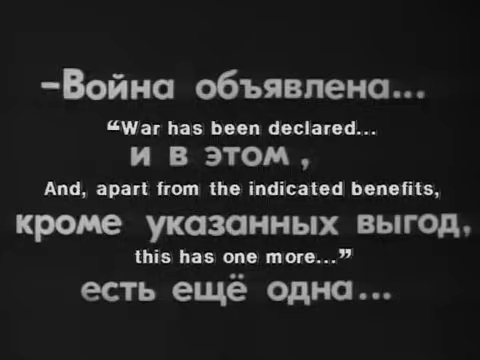 –Война объявлена...
“War has been declared...
и в этом,
And, apart from the indicated benefits,
кроме указанных выгод,
this has one more...”
есть ещё одна...